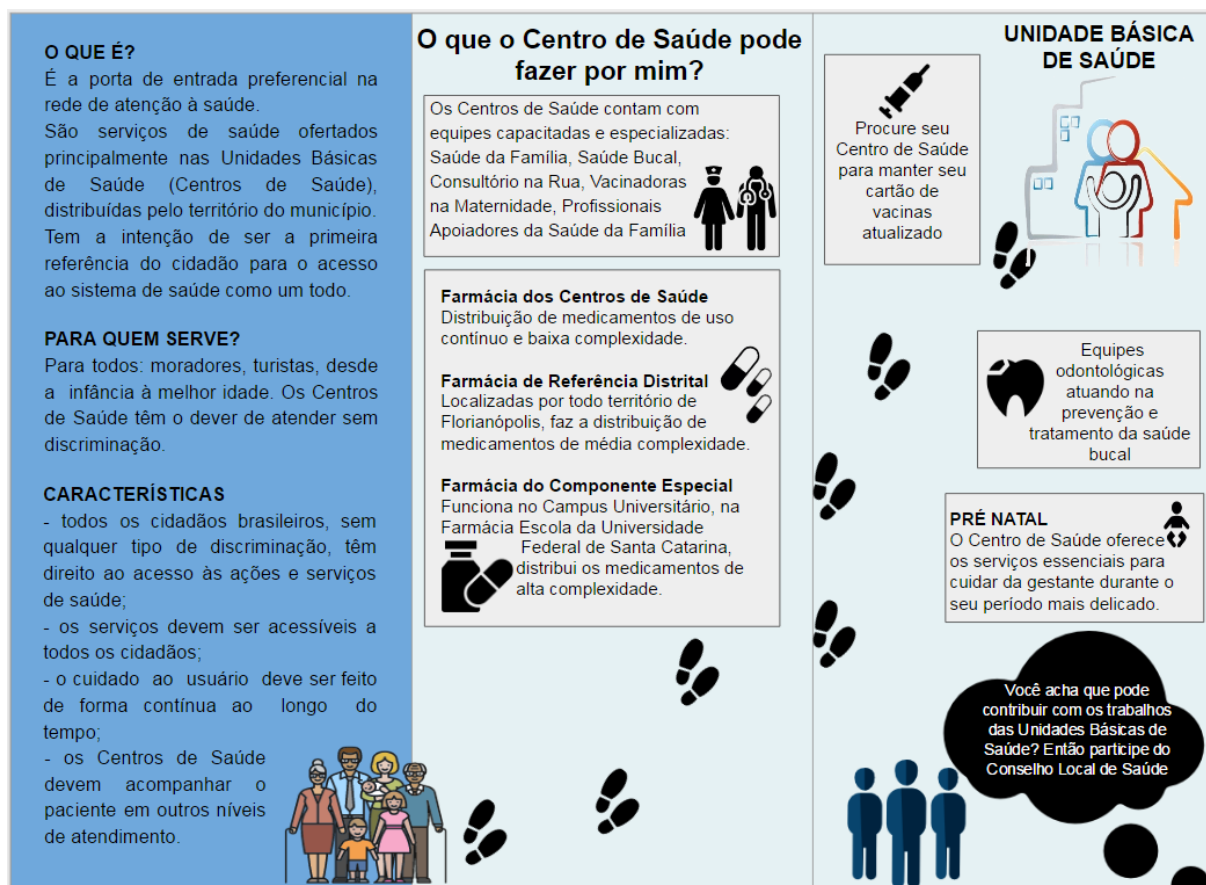 O QUE É?
É a porta de entrada preferencial na
rede de atenção à saúde.
São serviços de saúde ofertados
principalmente nas Unidades Básicas
de Saúde (Centros de Saúde),
distribuídas pelo território do município.
Tem a intenção de ser a primeira
referência do cidadão para o acesso
ao sistema de saúde como um todo.
PARA QUEM SERVE?
Para todos: moradores, turistas, desde
a infância à melhor idade. Os Centros
de Saúde têm o dever de atender sem
discriminação.
CARACTERÍSTICAS
- todos os cidadãos brasileiros, sem
qualquer tipo de discriminação, têm
direito ao acesso às ações e serviços
de saúde;
- os serviços devem ser acessíveis a
todos os cidadãos;
- o cuidado ao usuário deve ser feito
de forma contínua ao longo do
tempo;
- os Centros de Saúde
devem acompanhar o
paciente em outros níveis
de atendimento.
O que o Centro de Saúde pode
fazer por mim?
Os Centros de Saúde contam com
equipes capacitadas e especializadas:
Saúde da Família, Saúde Bucal,
Consultório na Rua, Vacinadoras
na Maternidade, Profissionais
Apoiadores da Saúde da Família
Farmácia dos Centros de Saúde
Distribuição de medicamentos de uso
contínuo e baixa complexidade.
Farmácia de Referência Distrital
Localizadas por todo território de
Florianópolis, faz a distribuição de
medicamentos de média complexidade.
Farmácia do Componente Especial
Funciona no Campus Universitário, na
Farmácia Escola da Universidade
Federal de Santa Catarina,
distribui os medicamentos de
alta complexidade.
UNIDADE BÁSICA
DE SAÚDE
Procure seu
Centro de Saúde
para manter seu
cartão de
vacinas
atualizado
Equipes
odontológicas
atuando na
prevenção e
tratamento da saúde
bucal
PRÉ NATAL
O Centro de Saúde oferece
os serviços essenciais para
cuidar da gestante durante o
seu período mais delicado.
Você acha que pode
contribuir com os trabalhos
das Unidades Básicas de
Saúde? Então participe do
Conselho Local de Saúde